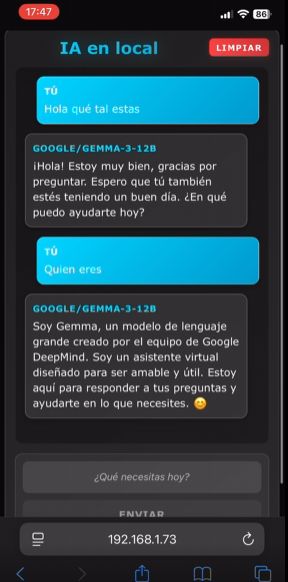 17:47
86
IA en local
LIMPIAR
TÚ
Hola qué tal estas
GOOGLE/GEMMA-3-12B
¡Hola! Estoy muy bien, gracias por
preguntar. Espero que tú también
estés teniendo un buen día. ¿En qué
puedo ayudarte hoy?
TÚ
Quien eres
GOOGLE/GEMMA-3-12B
Soy Gemma, un modelo de lenguaje
grande creado por el equipo de Google
DeepMind. Soy un asistente virtual
diseñado para ser amable y útil. Estoy
aquí para responder a tus preguntas y
ayudarte en lo que necesites. 😊
¿Qué necesitas hoy?
ENVIAR
192.168.1.73